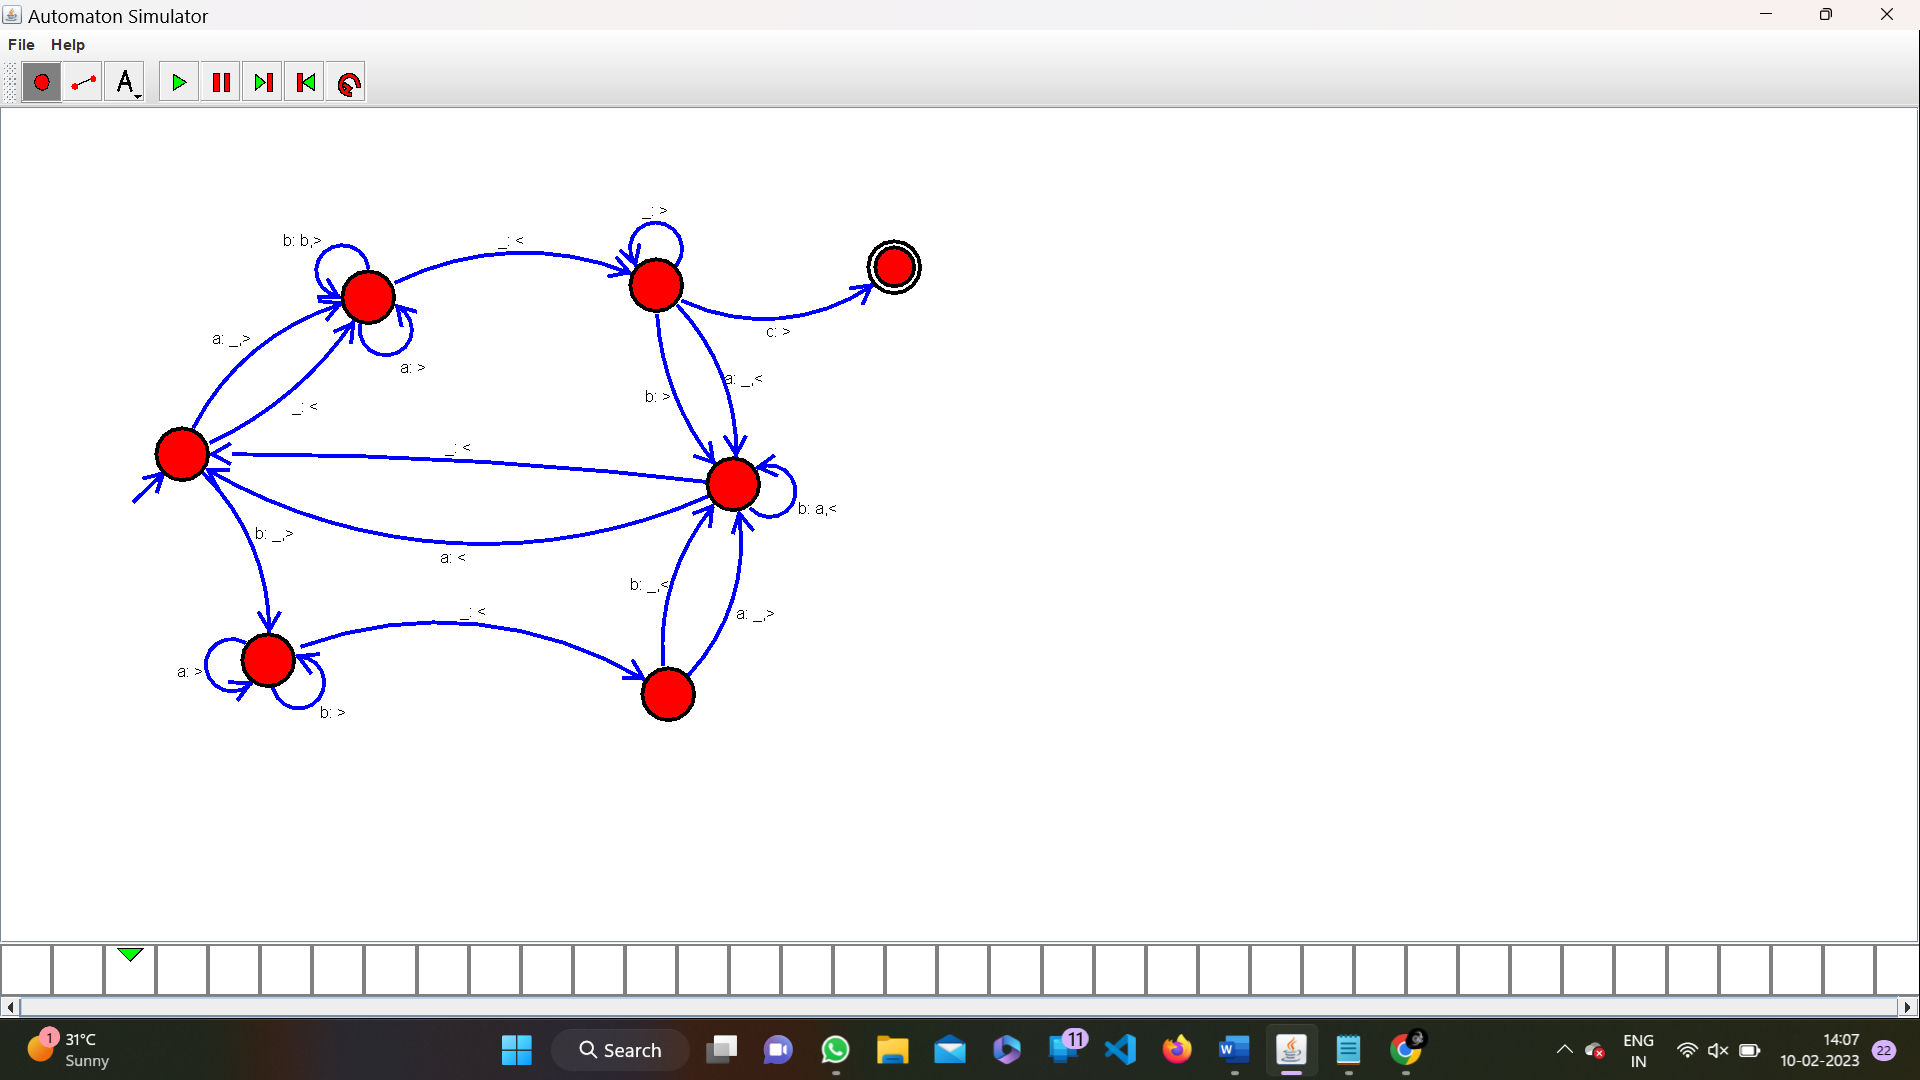 Automaton Simulator
File Help
A
_: >
b: b,>
_: <
c: >
a: _,>
a: >
a: _,<
b: >
_: <
_: <
b: a,<
b: _,>
a: <
b: _,<
_: <
a: _,>
a: >
b: >
1 31°C
Sunny
Search
11
ENG
IN
14:07
10-02-2023
22